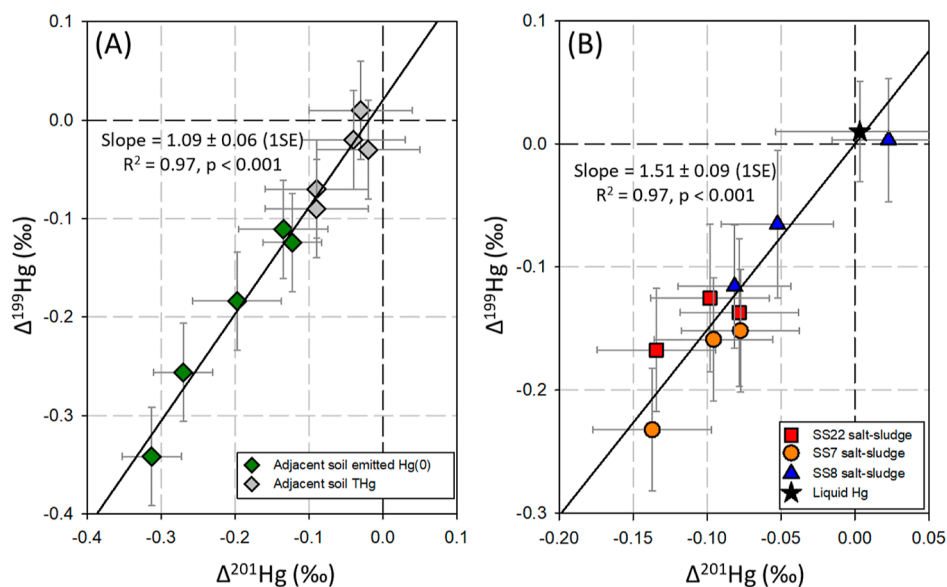 (A)
0.1
0.0
-0.1
-0.2
-0.3
-0.4
Δ¹⁹⁹Hg (‰)
Slope = 1.09 ± 0.06 (1SE)
R² = 0.97, p < 0.001
Adjacent soil emitted Hg(0)
Adjacent soil THg
-0.4 -0.3 -0.2 -0.1 0.0 0.1
Δ²⁰¹Hg (‰)
(B)
0.1
0.0
-0.1
-0.2
-0.3
Δ¹⁹⁹Hg (‰)
Slope = 1.51 ± 0.09 (1SE)
R² = 0.97, p < 0.001
SS22 salt-sludge
SS7 salt-sludge
SS8 salt-sludge
Liquid Hg
-0.20 -0.15 -0.10 -0.05 0.00 0.05
Δ²⁰¹Hg (‰)